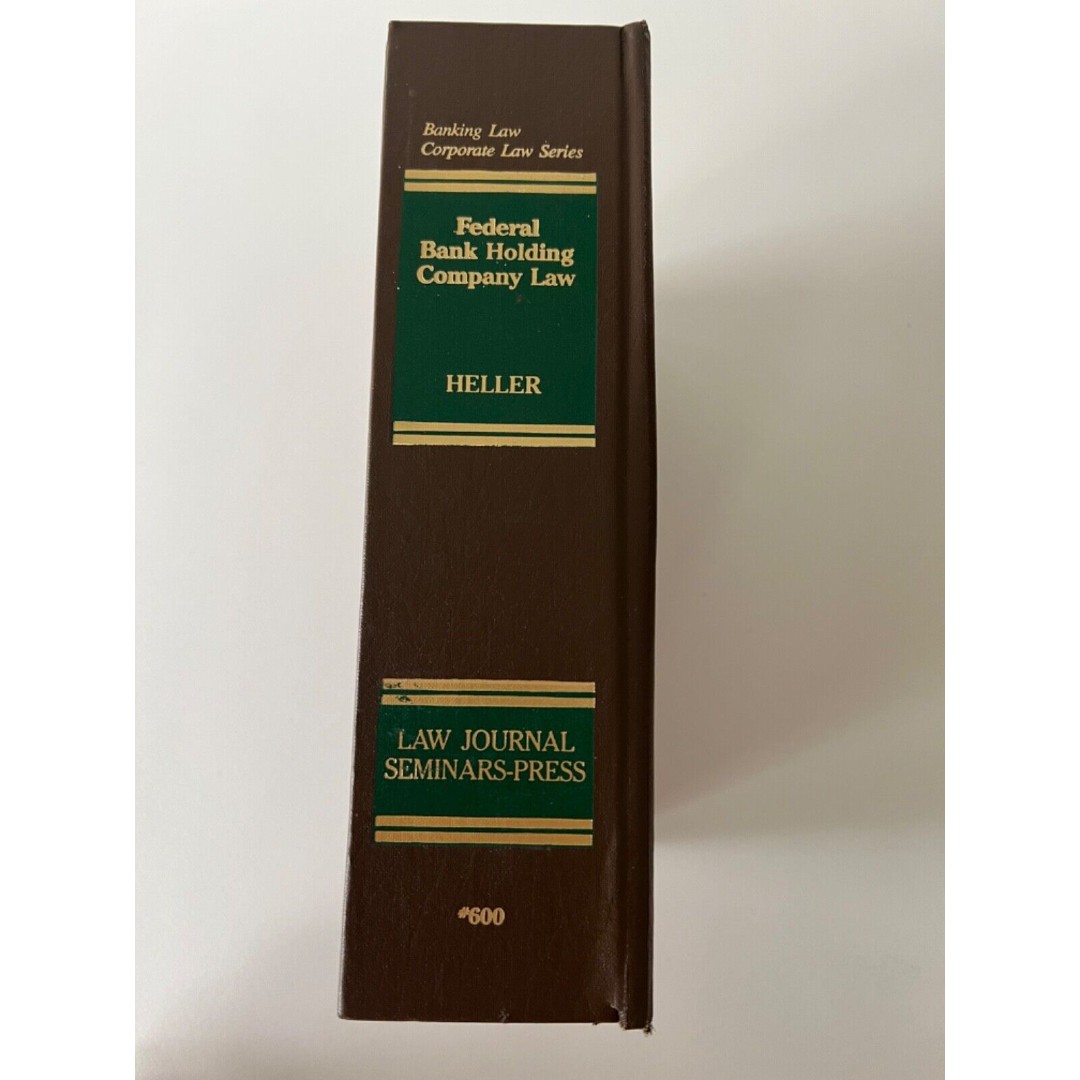 Banking Law
Corporate Law Series
Federal
Bank Holding
Company Law
HELLER
LAW JOURNAL
SEMINARS-PRESS
#600